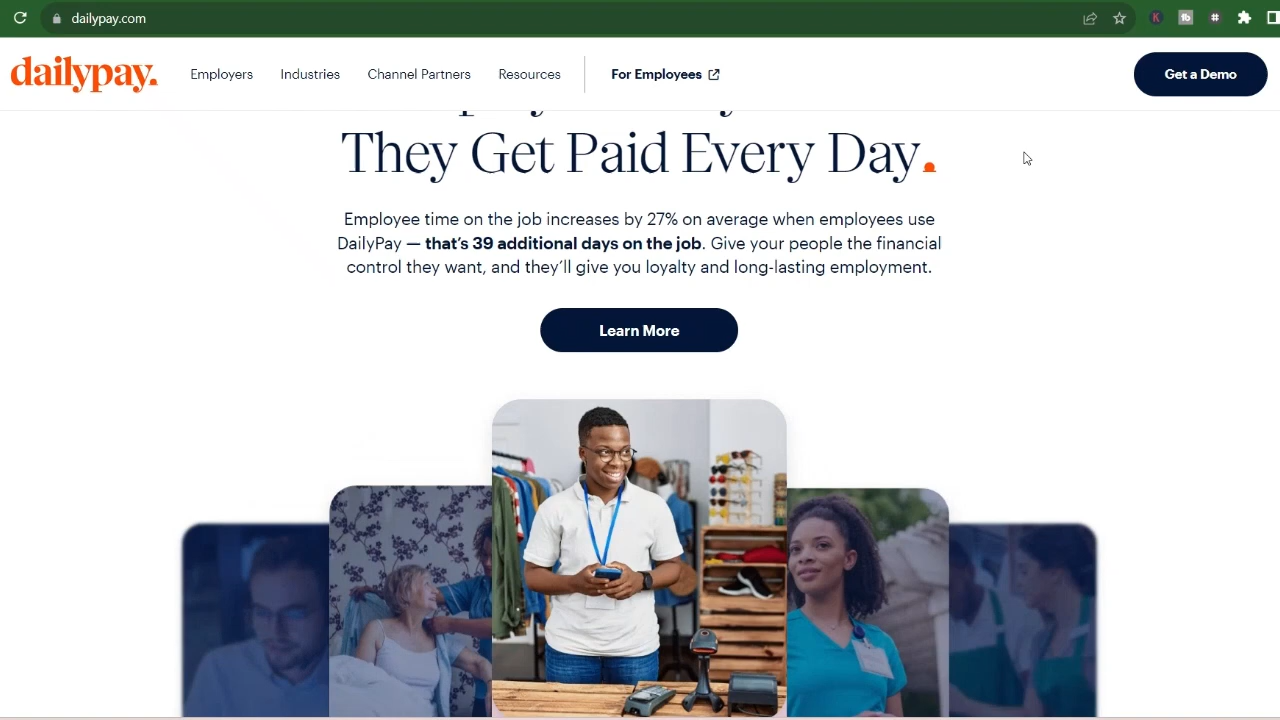 dailypay.com
dailypay.
Employers Industries Channel Partners Resources For Employees Get a Demo
They Get Paid Every Day.
Employee time on the job increases by 27% on average when employees use
DailyPay — that's 39 additional days on the job. Give your people the financial
control they want, and they'll give you loyalty and long-lasting employment.
Learn More